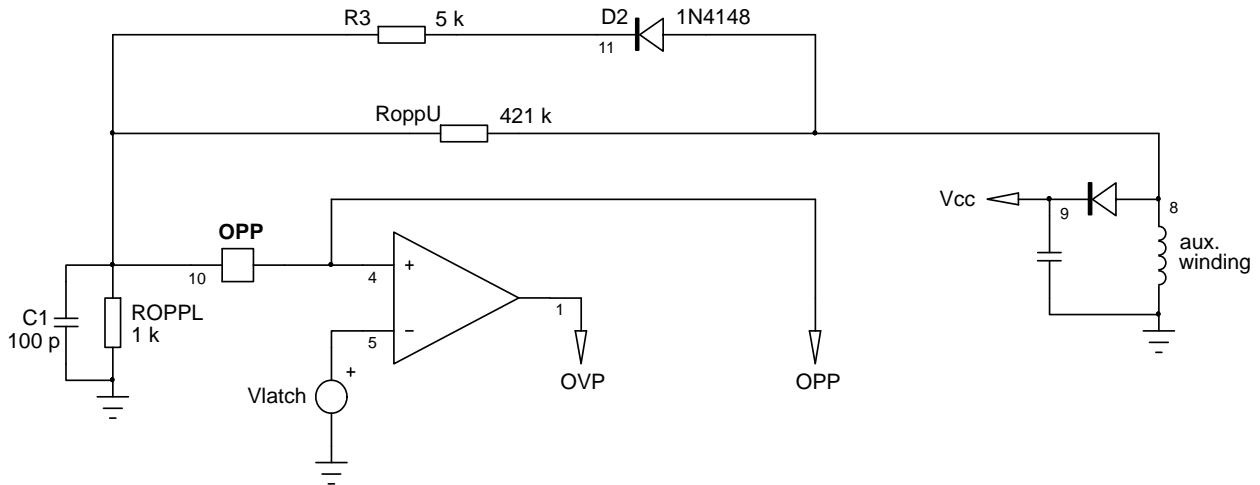 R3
5 k
D2
1N4148
11
RoppU
421 k
Vcc
9
8
aux.
winding
OPP
10
4
+
1
5
−
C1
100 p
ROPPL
1 k
Vlatch
+
OVP
OPP